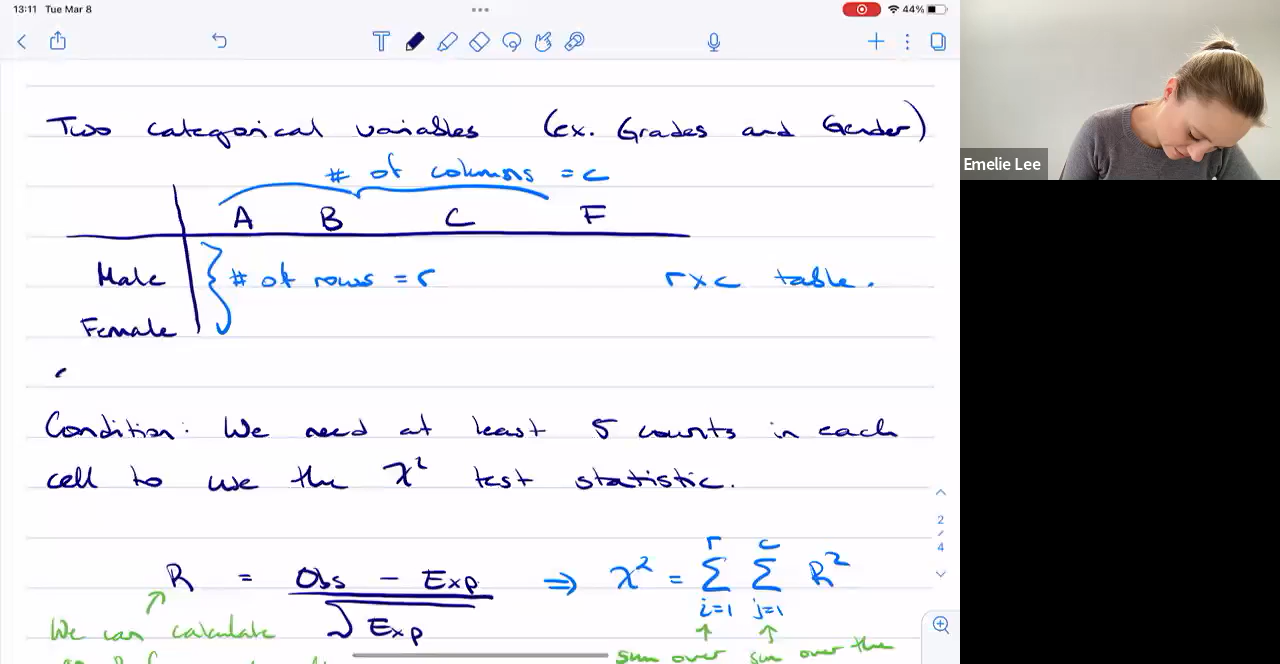 13:11 Tue Mar 8
44%
Emelie Lee
Two categorical variables (ex. Grades and Gender)
# of columns = c
A B C F
Male # of rows = r r×c table.
Female
Condition: We need at least 5 counts in each
cell to use the χ² test statistic.
R = Obs - Exp / √Exp ⇒ χ² = Σ Σ R²
r c
i=1 j=1
We can calculate
sum over sum over the
2 / 4